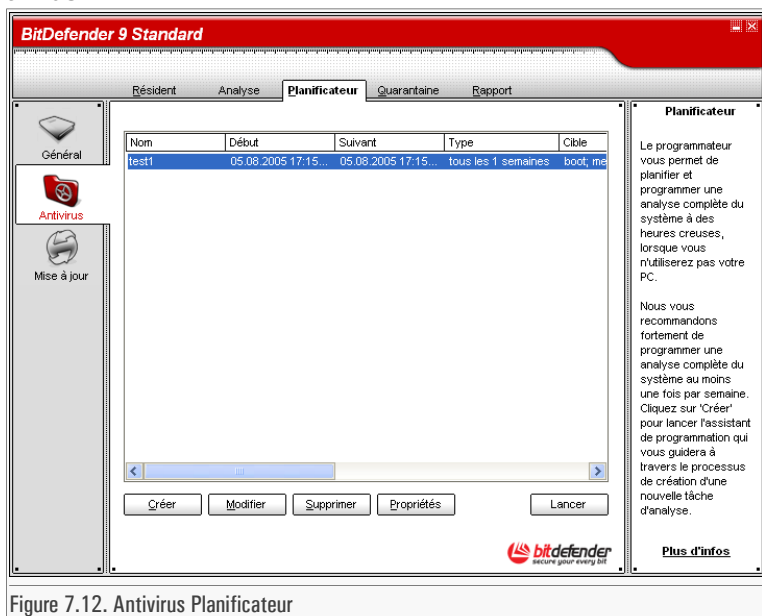 BitDefender 9 Standard
Résident Analyse Planificateur Quarantaine Rapport
Général
Antivirus
Mise à jour
Nom Début Suivant Type Cible
test1 05.08.2005 17:15... 05.08.2005 17:15... tous les 1 semaines boot; me
Créer Modifier Supprimer Propriétés Lancer
bitdefender
secure your every bit
Planificateur
Le programmateur
vous permet de
planifier et
programmer une
analyse complète du
système à des
heures creuses,
lorsque vous
n'utiliserez pas votre
PC.
Nous vous
recommandons
fortement de
programmer une
analyse complète du
système au moins
une fois par semaine.
Cliquez sur 'Créer'
pour lancer l'assistant
de programmation qui
vous guidera à
travers le processus
de création d'une
nouvelle tâche
d'analyse.
Plus d'infos
Figure 7.12. Antivirus Planificateur